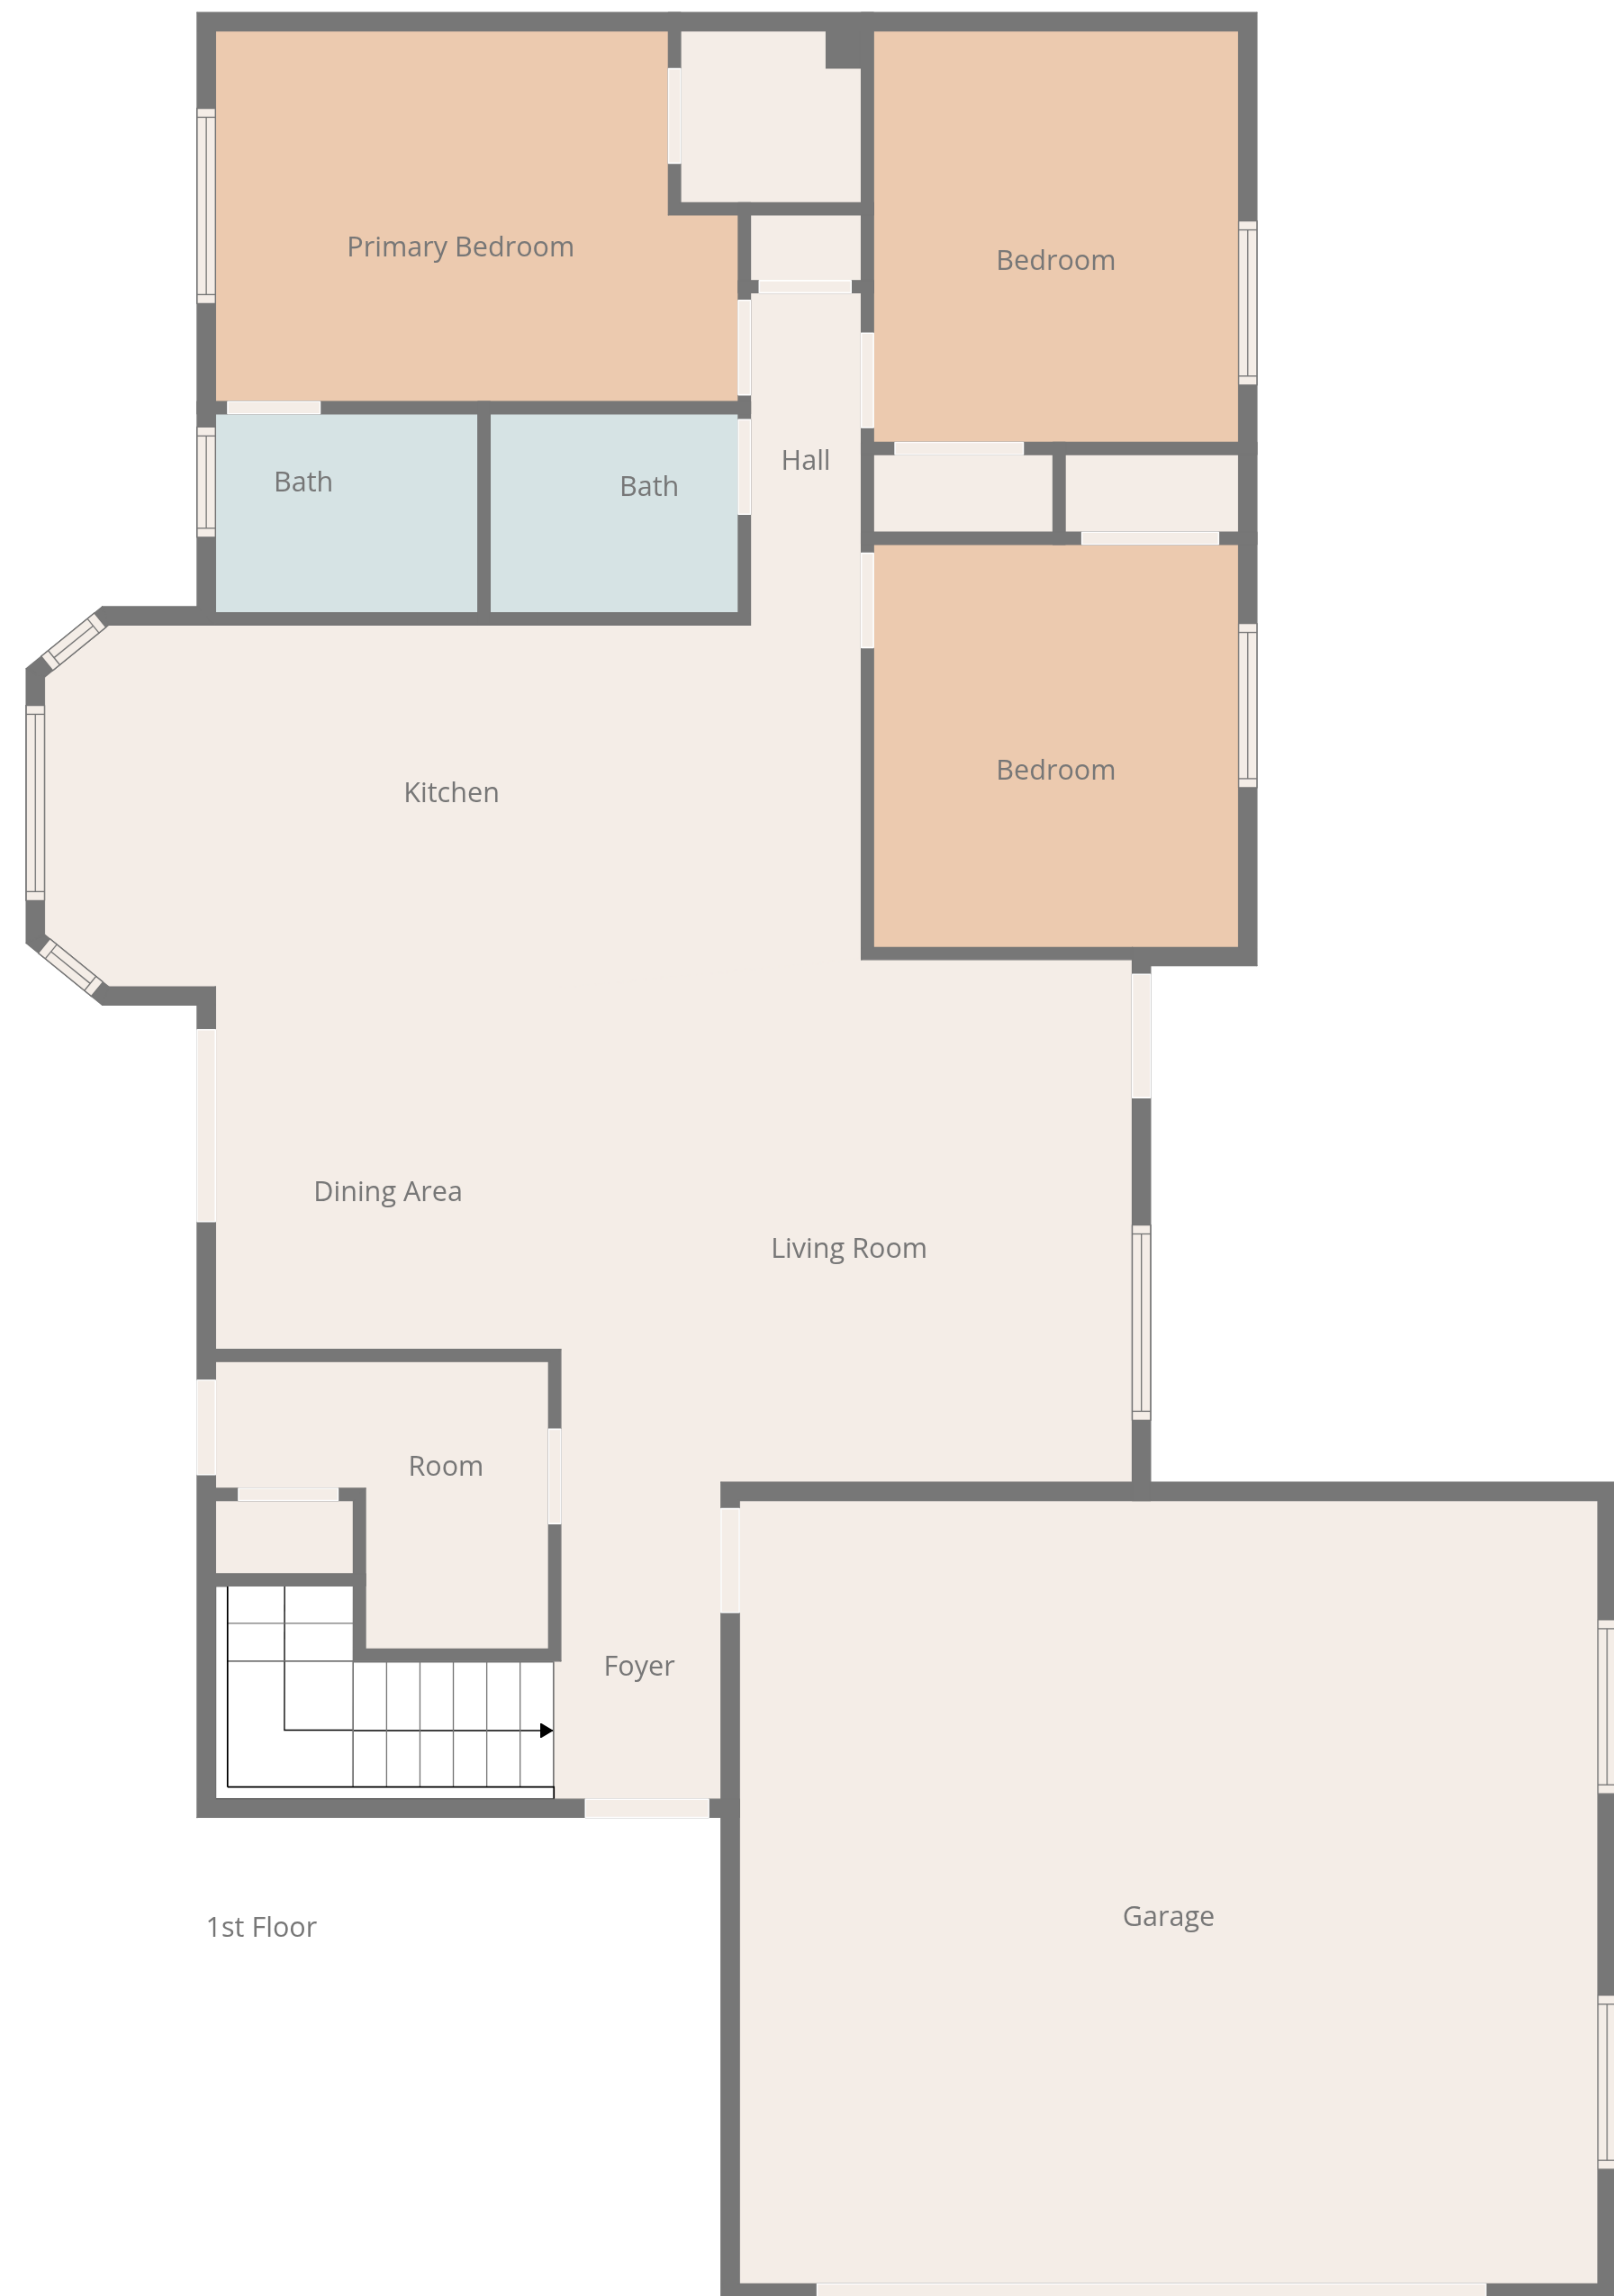 Primary Bedroom
Bedroom
Hall
Bath
Bath
Bedroom
Kitchen
Dining Area
Living Room
Room
Foyer
Garage
1st Floor